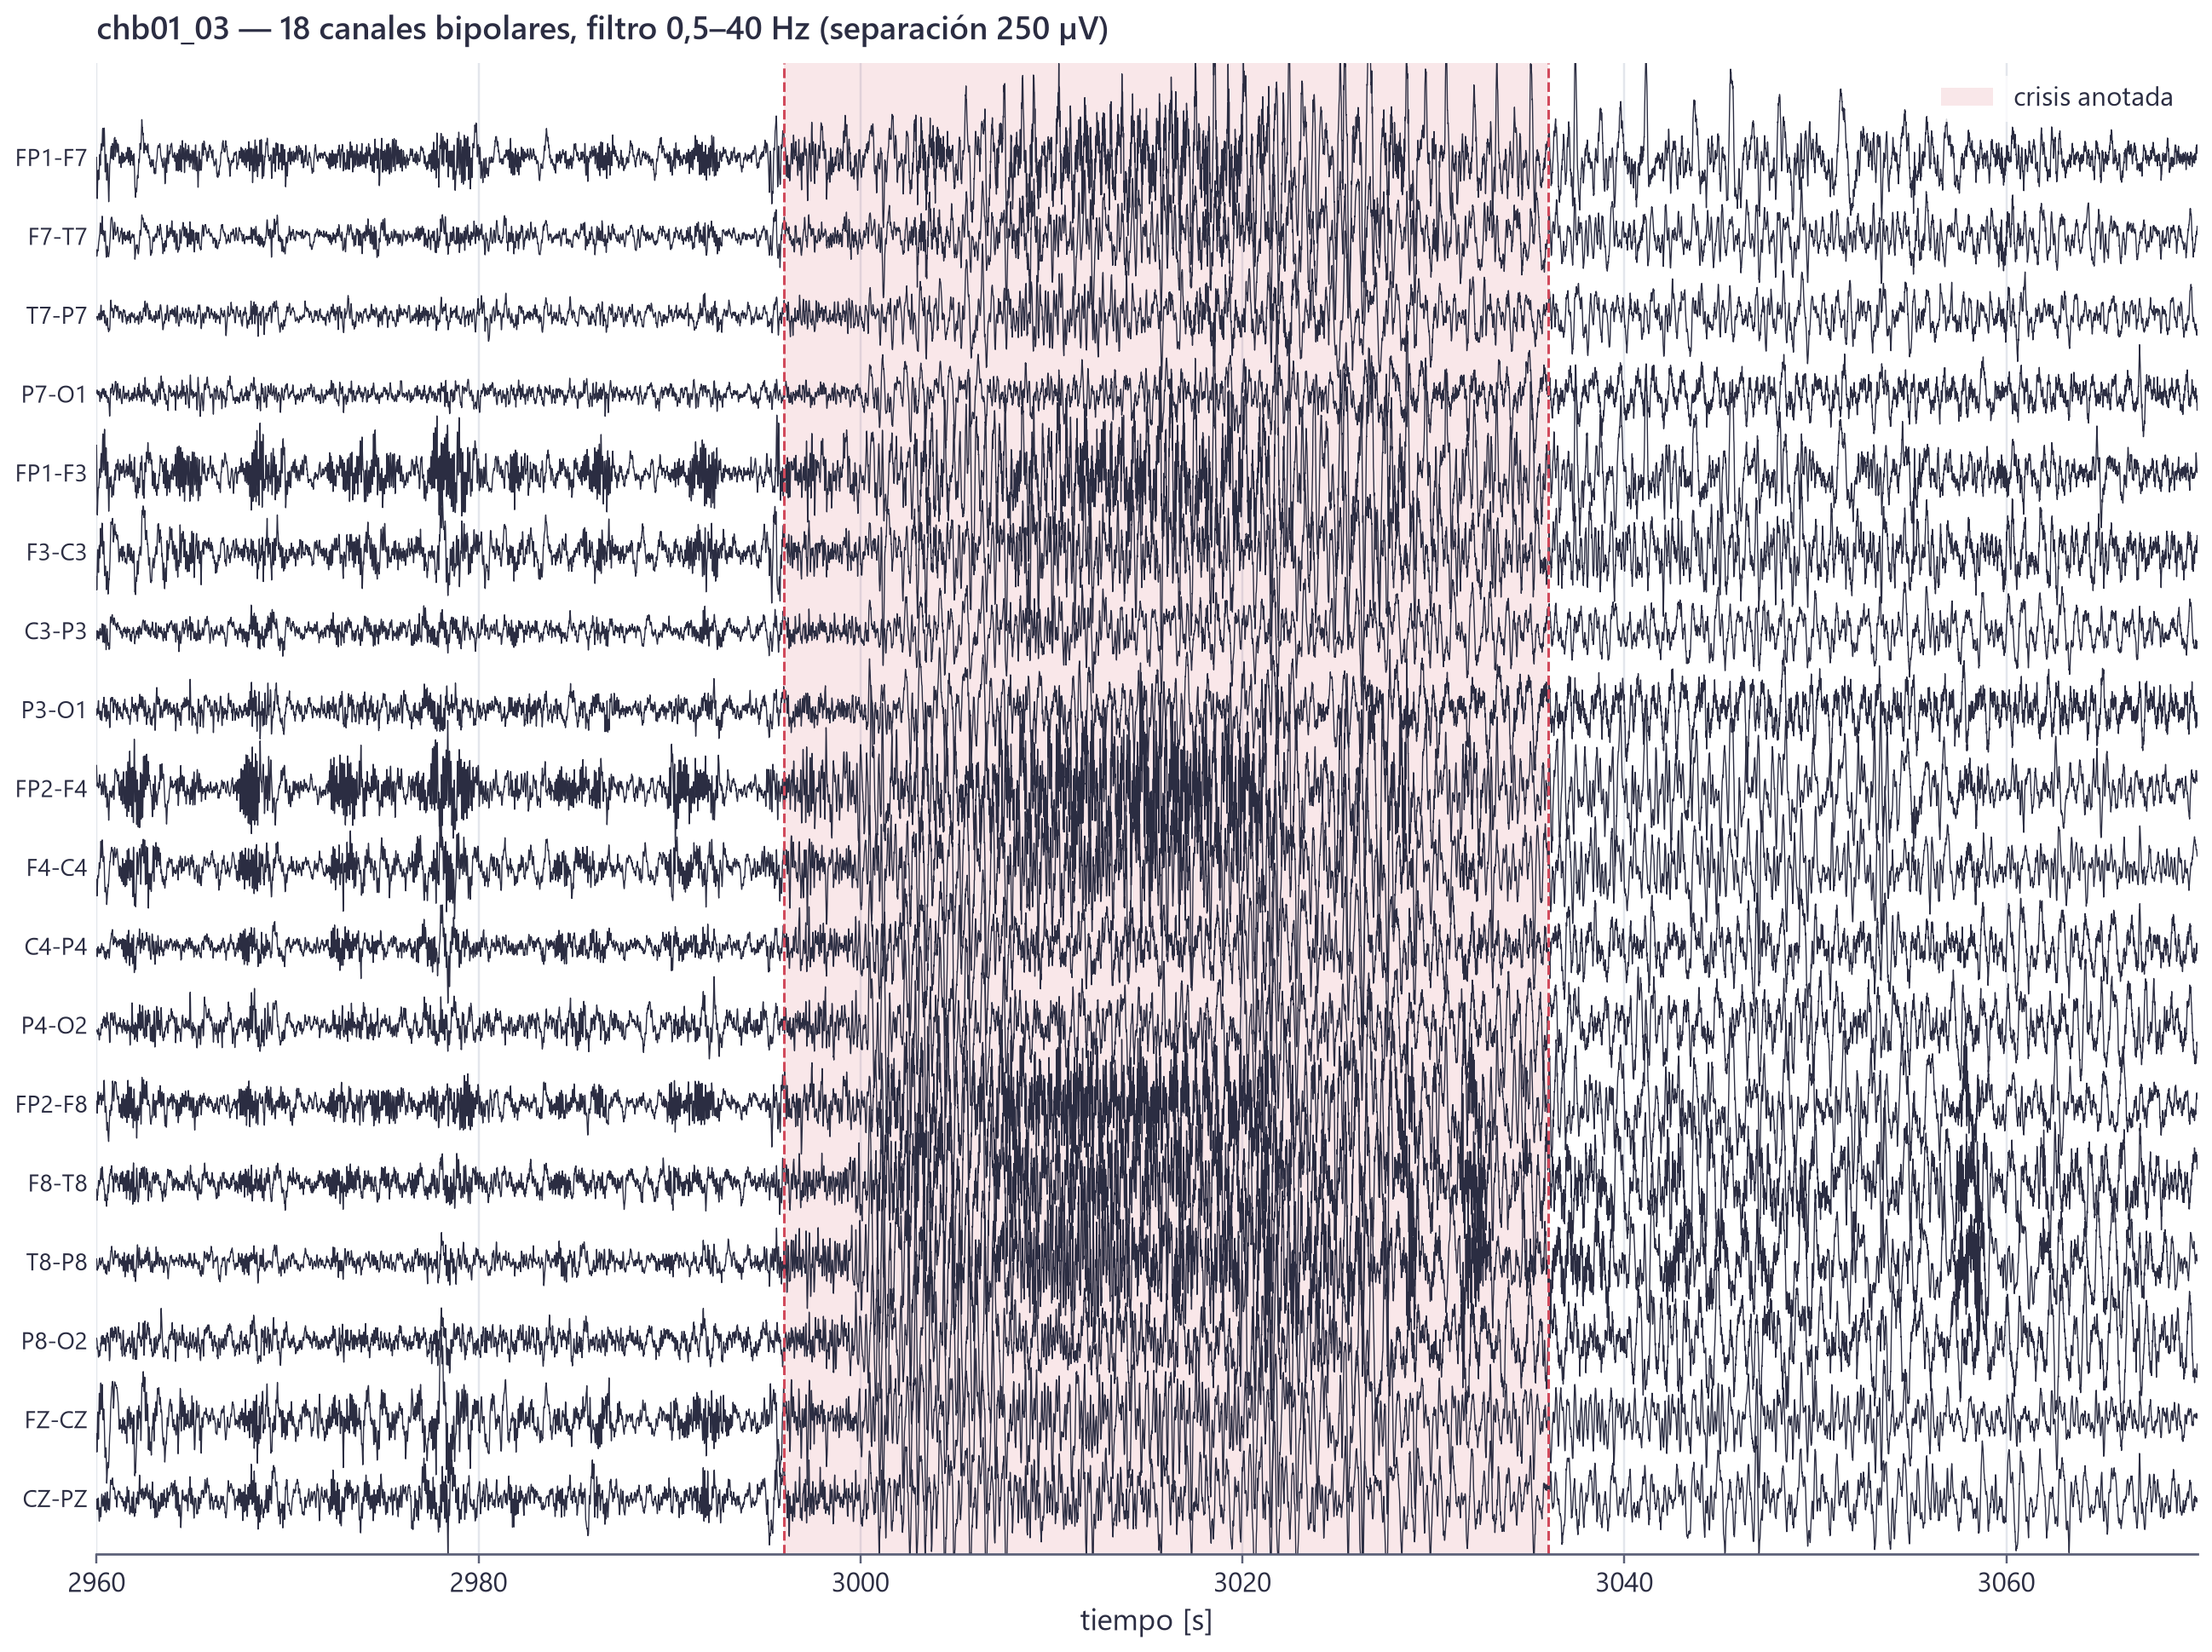 chb01_03 — 18 canales bipolares, filtro 0,5–40 Hz (separación 250 µV)
crisis anotada
FP1-F7
F7-T7
T7-P7
P7-O1
FP1-F3
F3-C3
C3-P3
P3-O1
FP2-F4
F4-C4
C4-P4
P4-O2
FP2-F8
F8-T8
T8-P8
P8-O2
FZ-CZ
CZ-PZ
2960 2980 3000 3020 3040 3060
tiempo [s]